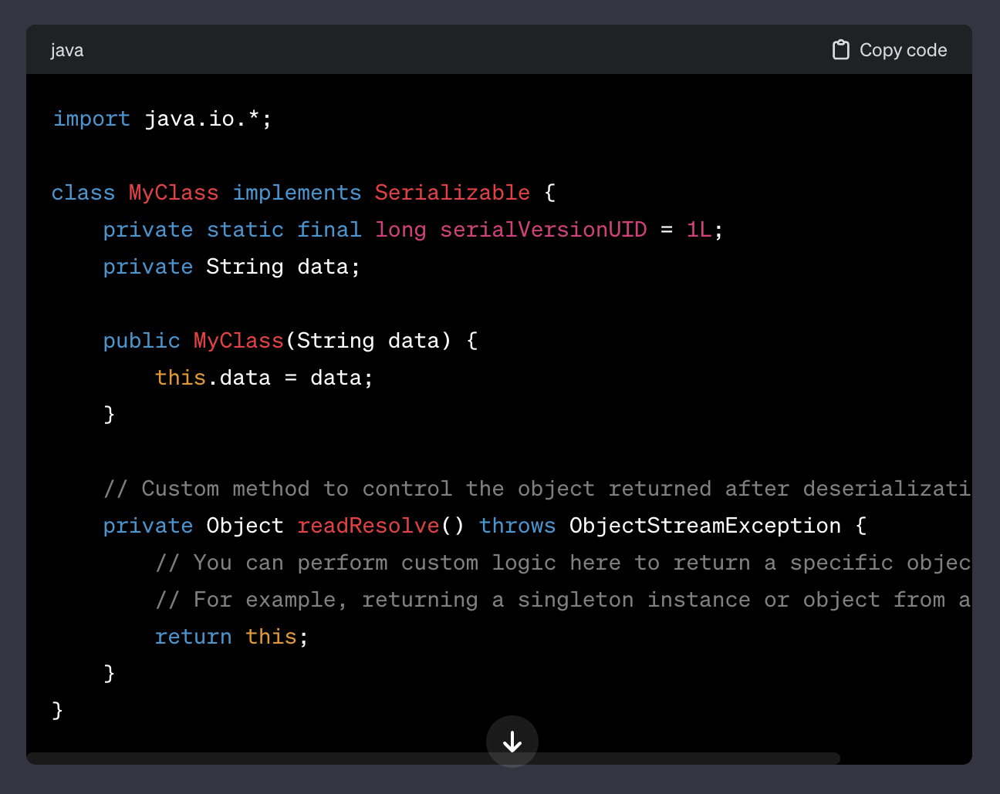 java
Copy code
import java.io.*;
class MyClass implements Serializable {
    private static final long serialVersionUID = 1L;
    private String data;
    public MyClass(String data) {
        this.data = data;
    }
    // Custom method to control the object returned after deserializati
    private Object readResolve() throws ObjectStreamException {
        // You can perform custom logic here to return a specific objec
        // For example, returning a singleton instance or object from a
        return this;
    }
}